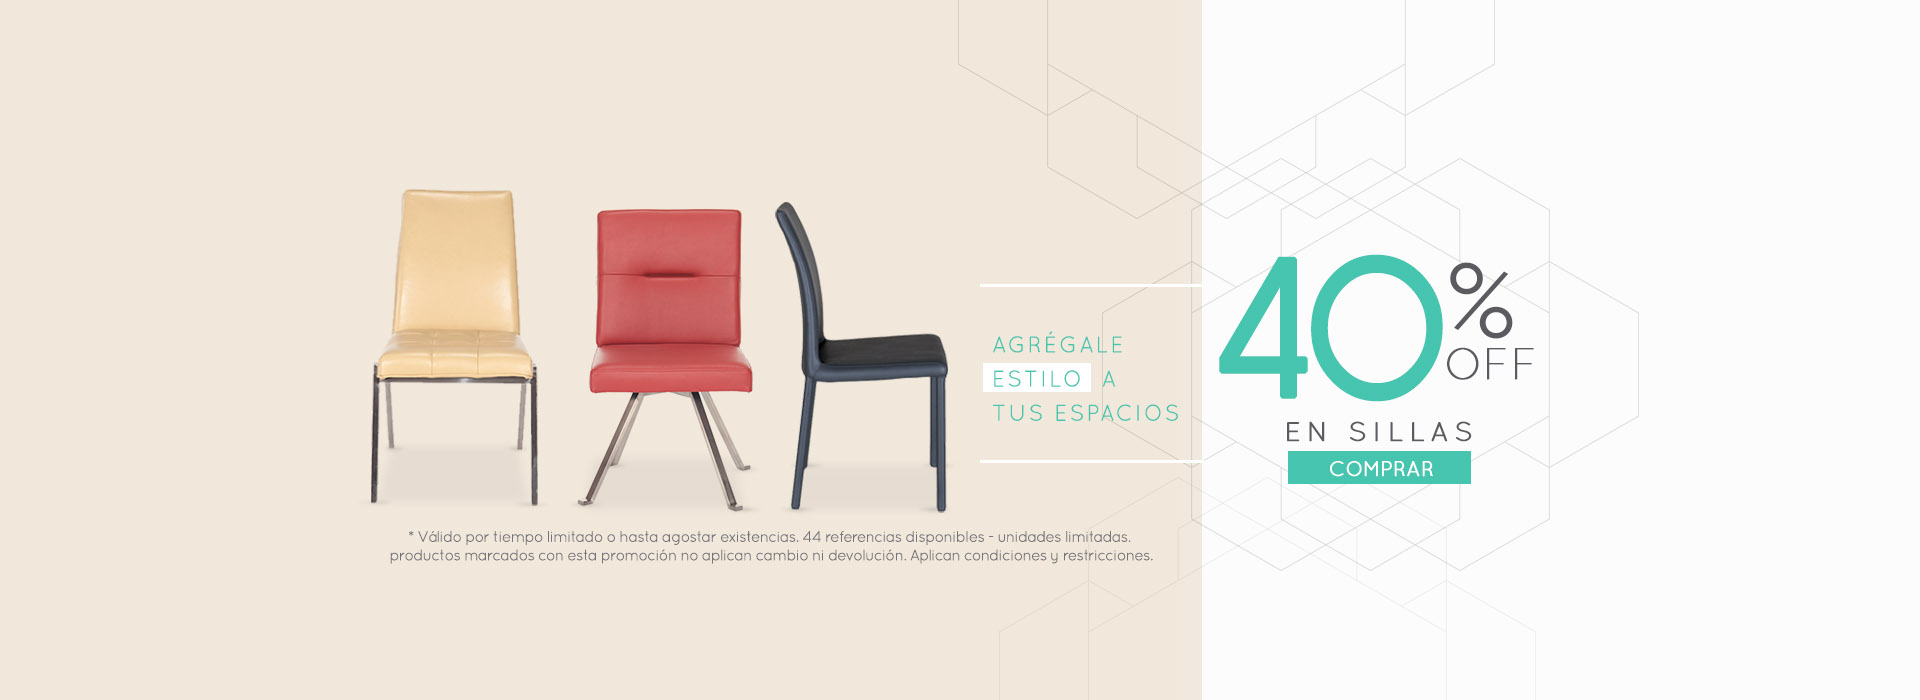 AGRÉGALE
ESTILO A
TUS ESPACIOS
40% OFF
EN SILLAS
COMPRAR
* Válido por tiempo limitado o hasta agostar existencias. 44 referencias disponibles - unidades limitadas.
productos marcados con esta promoción no aplican cambio ni devolución. Aplican condiciones y restricciones.